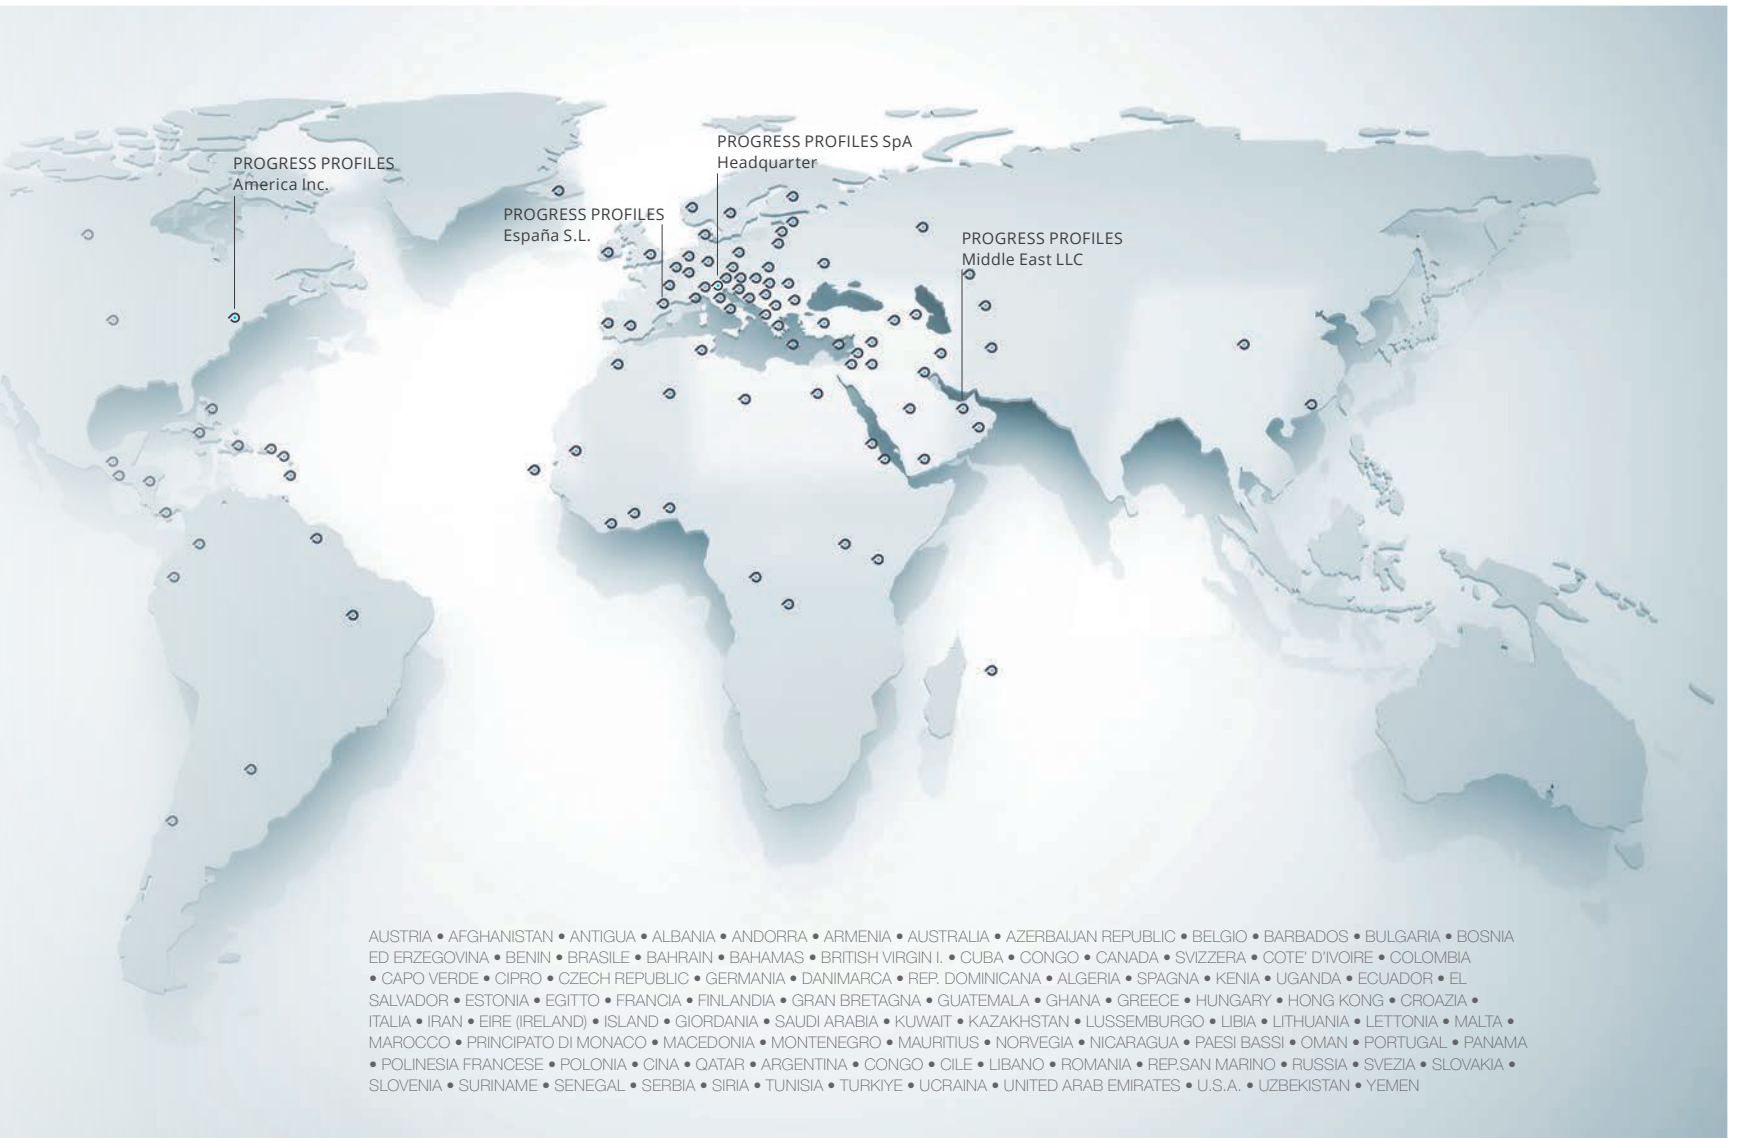 PROGRESS PROFILES SpA
Headquarter
PROGRESS PROFILES
America Inc.
PROGRESS PROFILES
España S.L.
PROGRESS PROFILES
Middle East LLC
AUSTRIA • AFGHANISTAN • ANTIGUA • ALBANIA • ANDORRA • ARMENIA • AUSTRALIA • AZERBAIJAN REPUBLIC • BELGIO • BARBADOS • BULGARIA • BOSNIA
ED ERZEGOVINA • BENIN • BRASILE • BAHRAIN • BAHAMAS • BRITISH VIRGIN I. • CUBA • CONGO • CANADA • SVIZZERA • COTE' D'IVOIRE • COLOMBIA
• CAPO VERDE • CIPRO • CZECH REPUBLIC • GERMANIA • DANIMARCA • REP. DOMINICANA • ALGERIA • SPAGNA • KENIA • UGANDA • ECUADOR • EL
SALVADOR • ESTONIA • EGITTO • FRANCIA • FINLANDIA • GRAN BRETAGNA • GUATEMALA • GHANA • GREECE • HUNGARY • HONG KONG • CROAZIA •
ITALIA • IRAN • EIRE (IRELAND) • ISLAND • GIORDANIA • SAUDI ARABIA • KUWAIT • KAZAKHSTAN • LUSSEMBURGO • LIBIA • LITHUANIA • LETTONIA • MALTA •
MAROCCO • PRINCIPATO DI MONACO • MACEDONIA • MONTENEGRO • MAURITIUS • NORVEGIA • NICARAGUA • PAESI BASSI • OMAN • PORTUGAL • PANAMA
• POLINESIA FRANCESE • POLONIA • CINA • QATAR • ARGENTINA • CONGO • CILE • LIBANO • ROMANIA • REP.SAN MARINO • RUSSIA • SVEZIA • SLOVAKIA •
SLOVENIA • SURINAME • SENEGAL • SERBIA • SIRIA • TUNISIA • TURKIYE • UCRAINA • UNITED ARAB EMIRATES • U.S.A. • UZBEKISTAN • YEMEN